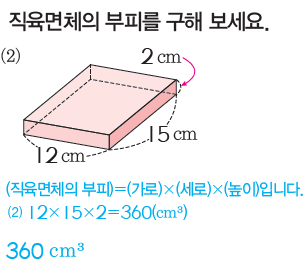 직육면체의 부피를 구해 보세요.
(2)
2 cm
15 cm
12 cm
(직육면체의 부피)=(가로)×(세로)×(높이)입니다.
(2) 12×15×2=360(cm³)
360 cm³